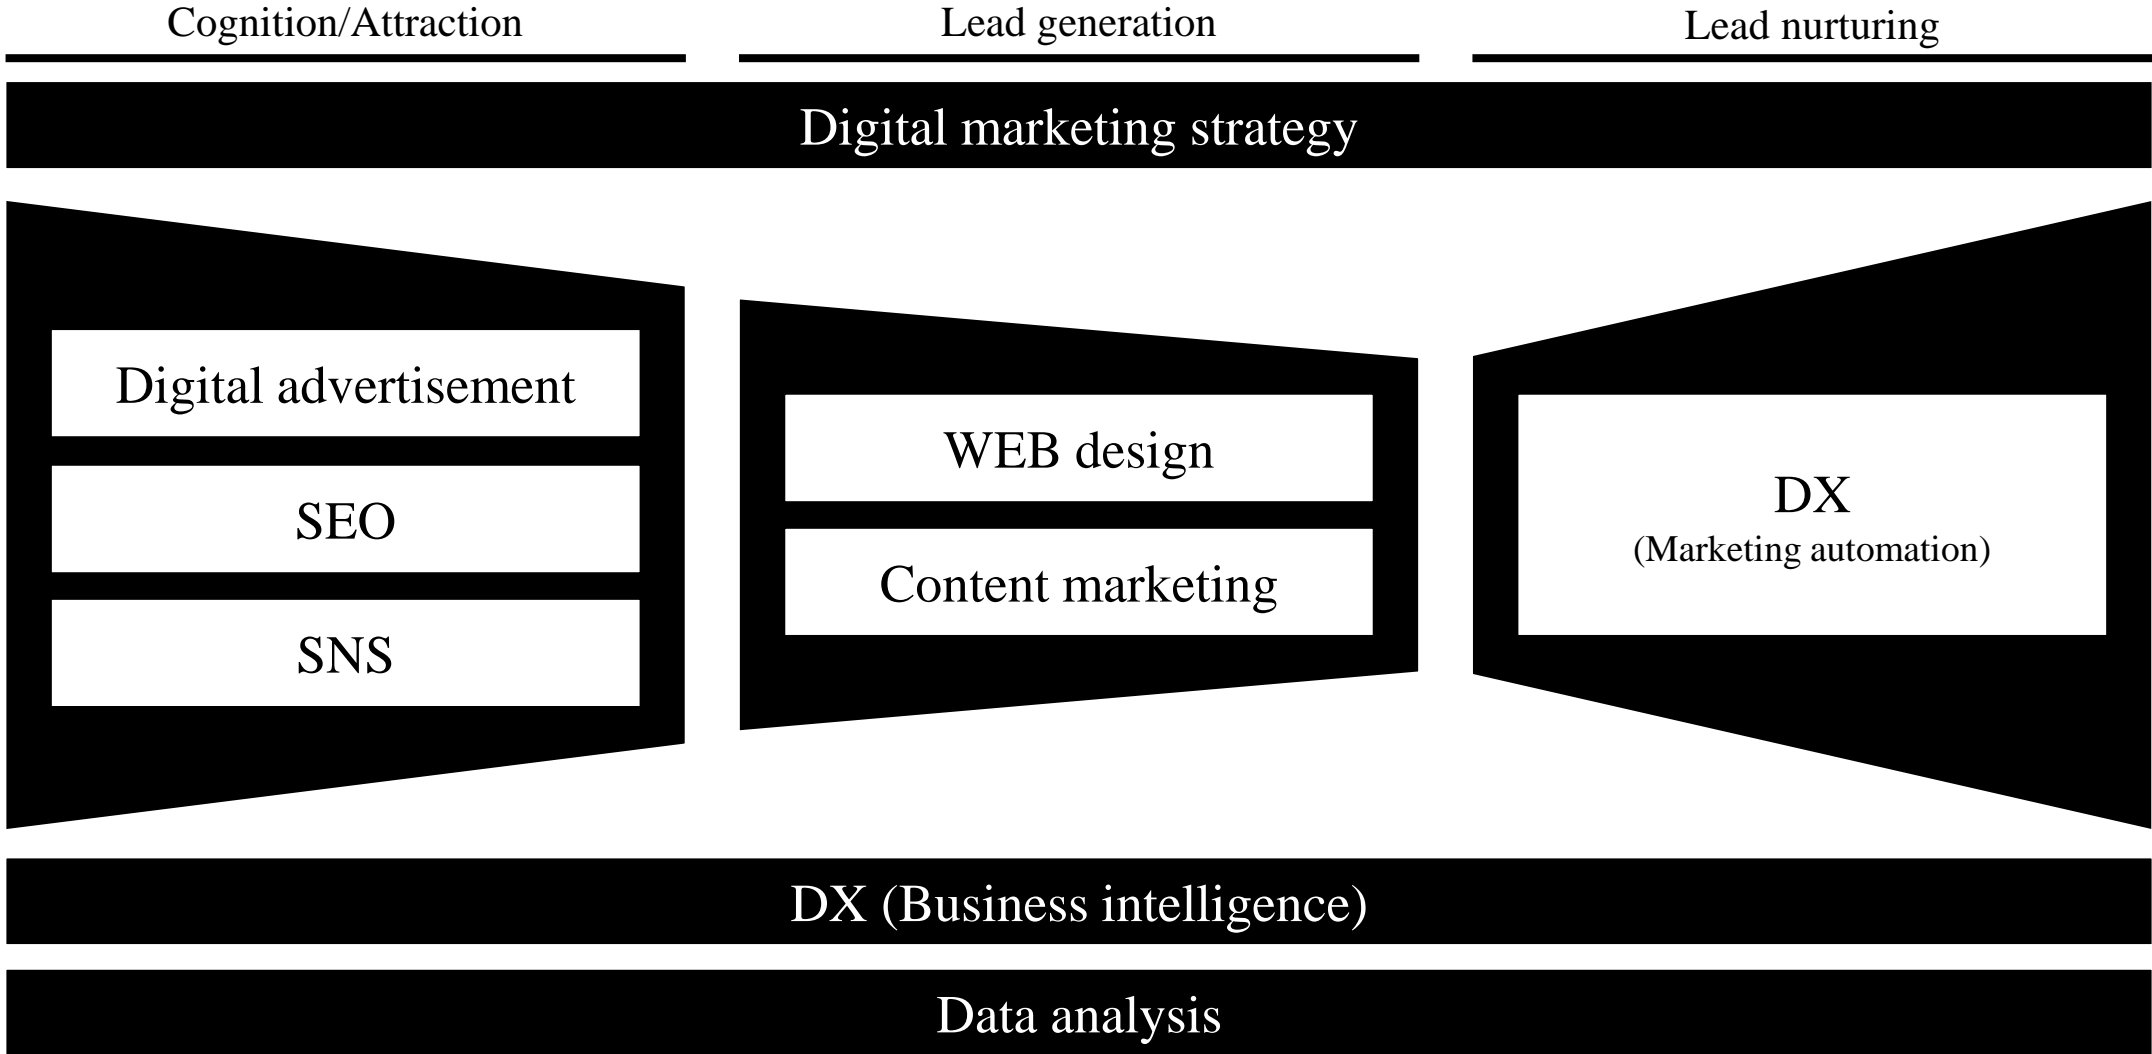 Cognition/Attraction
Lead generation
Lead nurturing
Digital marketing strategy
Digital advertisement
SEO
SNS
WEB design
Content marketing
DX
(Marketing automation)
DX (Business intelligence)
Data analysis